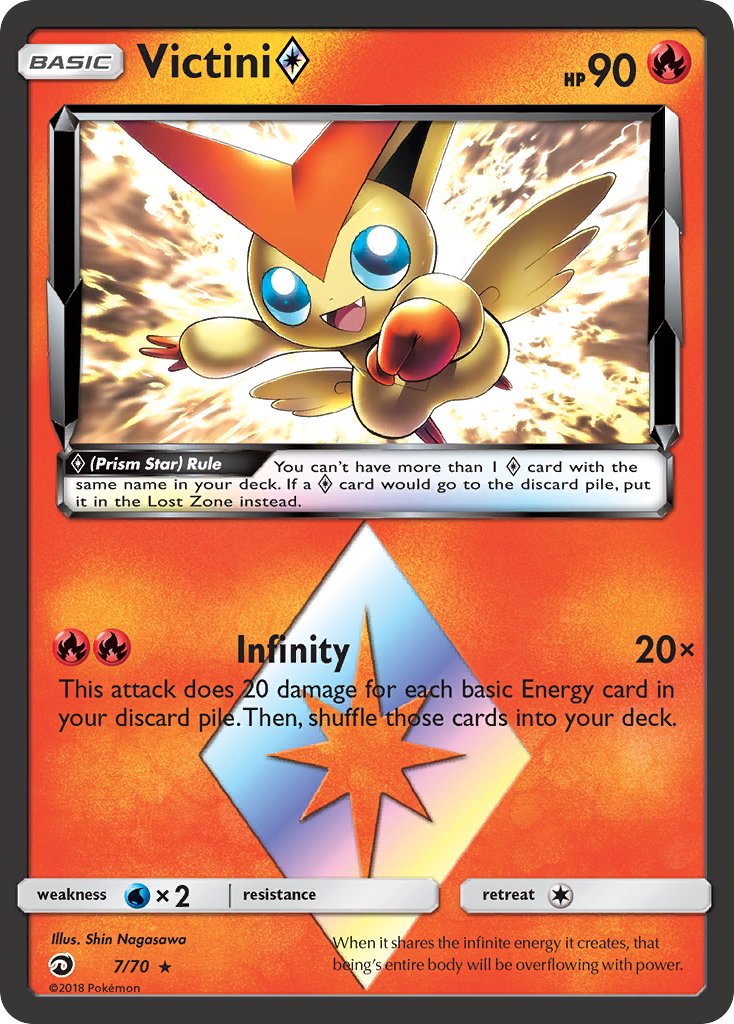 BASIC
Victini
HP 90
(Prism Star) Rule
You can't have more than 1 card with the
same name in your deck. If a card would go to the discard pile, put
it in the Lost Zone instead.
Infinity 20×
This attack does 20 damage for each basic Energy card in
your discard pile. Then, shuffle those cards into your deck.
weakness ×2 resistance retreat
Illus. Shin Nagasawa
7/70
©2018 Pokémon
When it shares the infinite energy it creates, that
being's entire body will be overflowing with power.